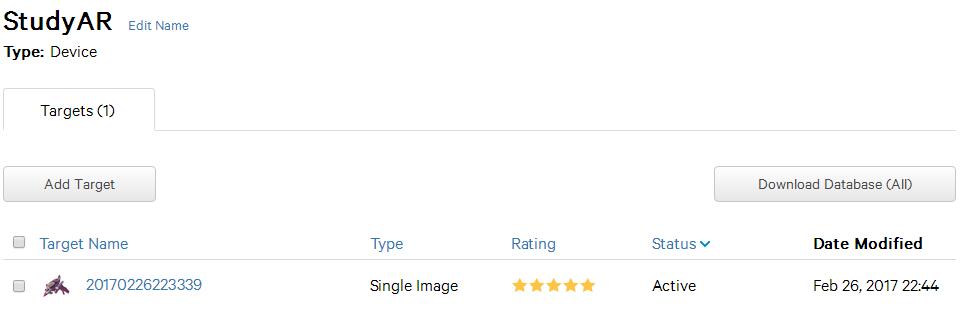 StudyAR Edit Name
Type: Device
Targets (1)
Add Target Download Database (All)
Target Name Type Rating Status Date Modified
20170226223339 Single Image Active Feb 26, 2017 22:44